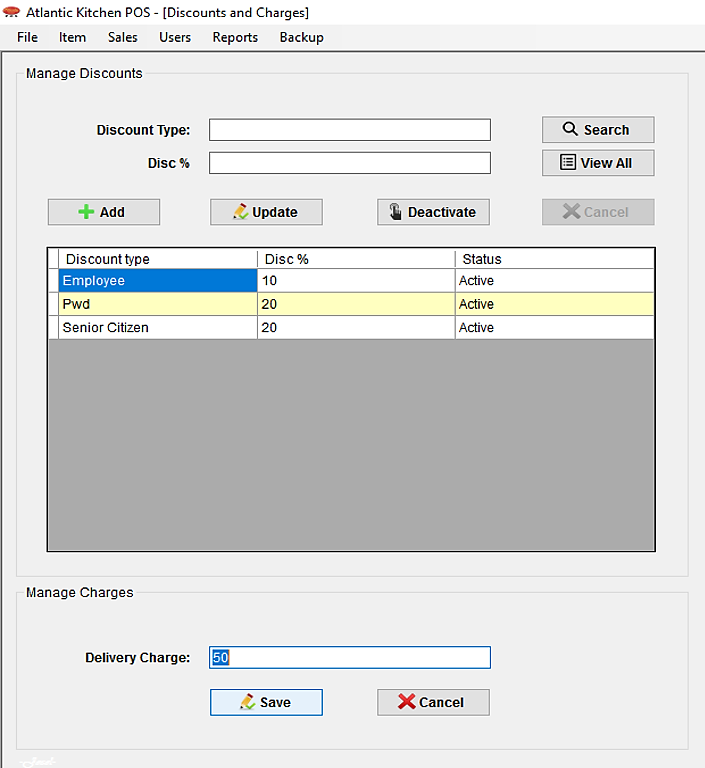 Atlantic Kitchen POS - [Discounts and Charges]
File Item Sales Users Reports Backup
Manage Discounts
Discount Type:
Search
Disc %
View All
Add Update Deactivate Cancel
Discount type Disc % Status
Employee 10 Active
Pwd 20 Active
Senior Citizen 20 Active
Manage Charges
Delivery Charge: 50
Save Cancel